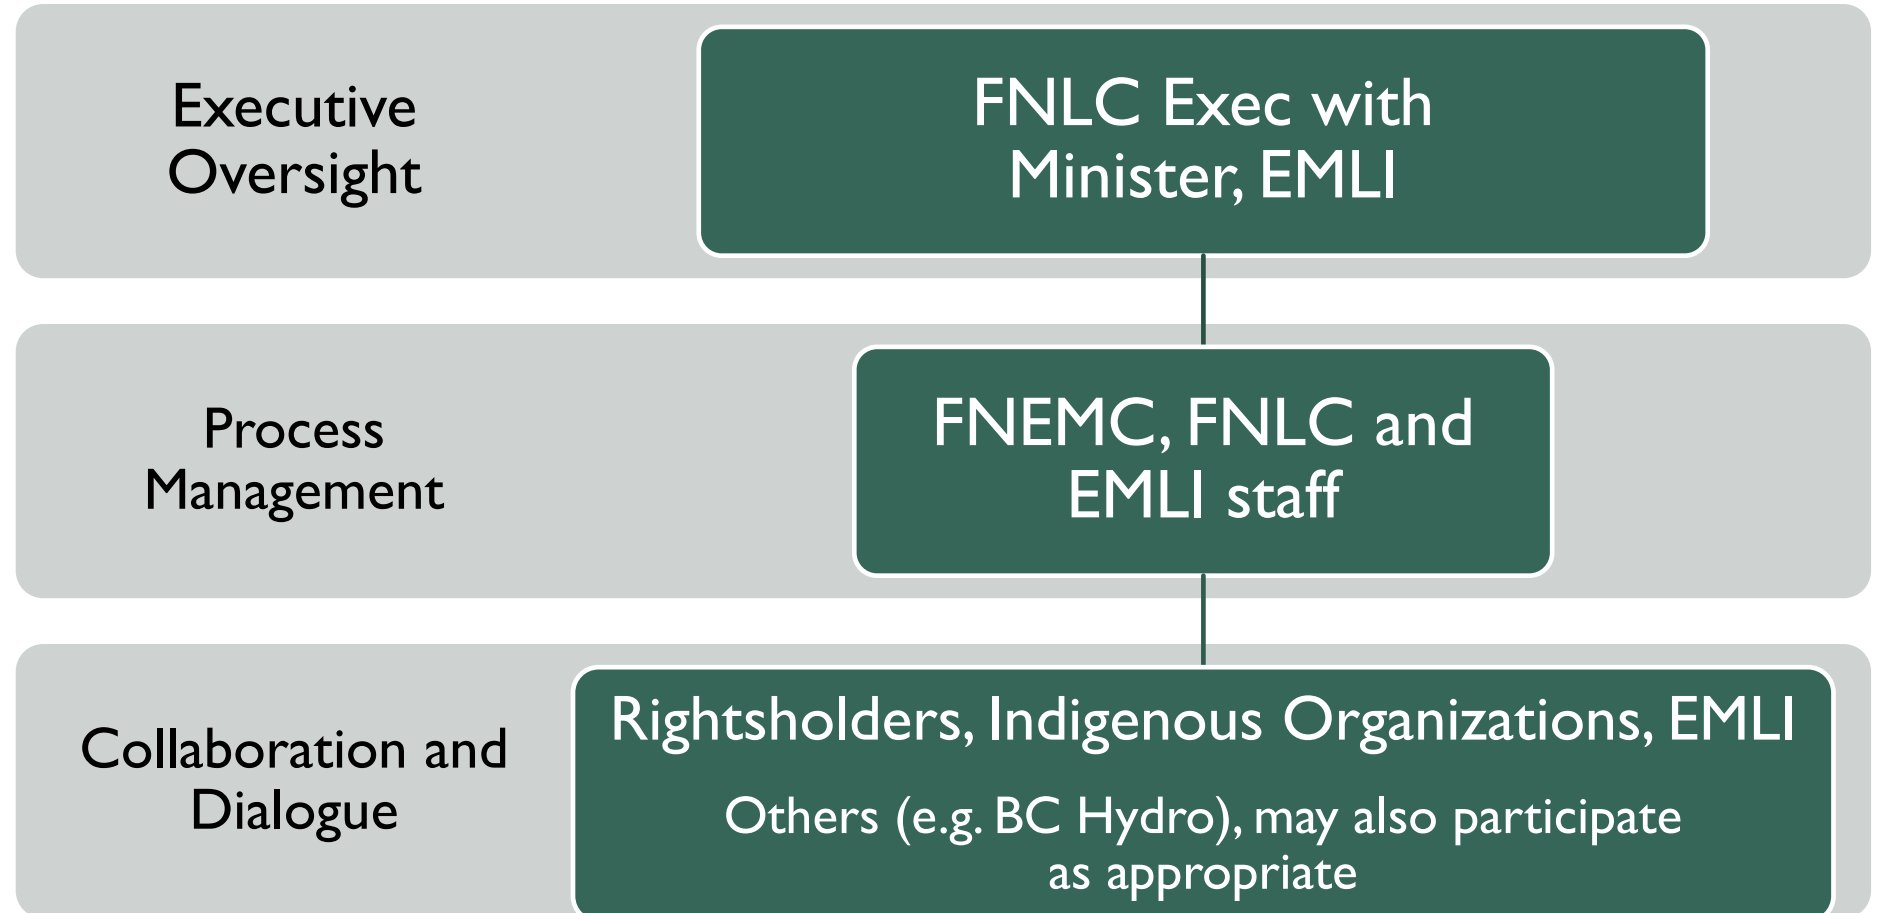 Executive
Oversight
FNLC Exec with
Minister, EMLI
Process
Management
FNEMC, FNLC and
EMLI staff
Collaboration and
Dialogue
Rightsholders, Indigenous Organizations, EMLI
Others (e.g. BC Hydro), may also participate
as appropriate